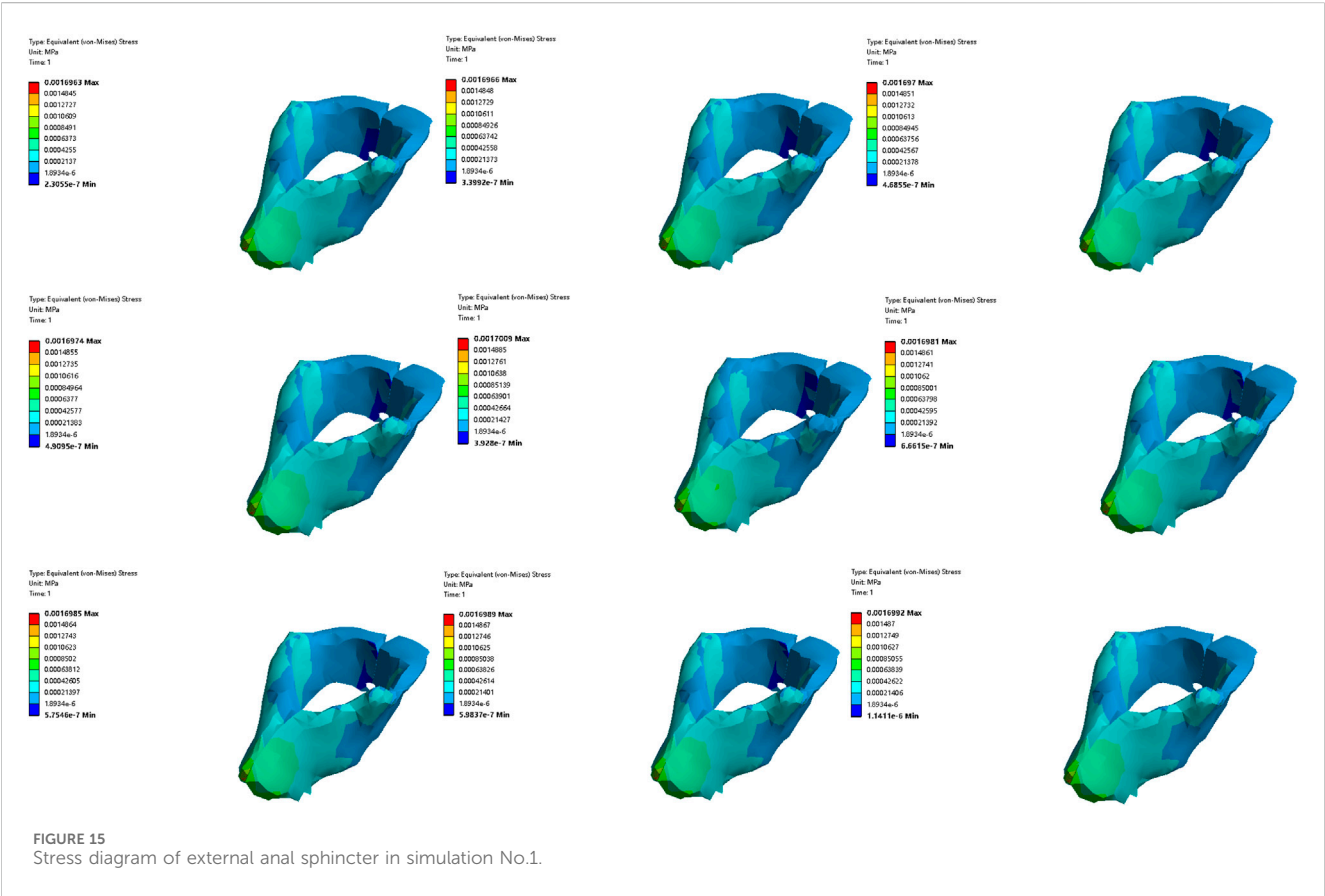 Type: Equivalent (von-Mises) Stress
Unit: MPa
Time: 1
0.0016963 Max
0.0014845
0.0012727
0.0010609
0.0008491
0.0006373
0.0004255
0.00021371
1.8934e-6
2.3055e-7 Min
Type: Equivalent (von-Mises) Stress
Unit: MPa
Time: 1
0.0016966 Max
0.0014848
0.0012729
0.0010611
0.00084926
0.00063742
0.00042558
0.00021373
1.8934e-6
3.3992e-7 Min
Type: Equivalent (von-Mises) Stress
Unit: MPa
Time: 1
0.001697 Max
0.0014851
0.0012732
0.0010613
0.00084945
0.00063756
0.00042567
0.00021378
1.8934e-6
4.6855e-7 Min
Type: Equivalent (von-Mises) Stress
Unit: MPa
Time: 1
0.0016974 Max
0.0014855
0.0012735
0.0010616
0.00084964
0.0006377
0.00042577
0.00021383
1.8934e-6
4.9095e-7 Min
Type: Equivalent (von-Mises) Stress
Unit: MPa
Time: 1
0.0017009 Max
0.0014885
0.0012761
0.0010638
0.00085139
0.00063901
0.00042664
0.00021427
1.8934e-6
3.928e-7 Min
Type: Equivalent (von-Mises) Stress
Unit: MPa
Time: 1
0.0016981 Max
0.0014861
0.0012741
0.001062
0.00085001
0.00063798
0.00042595
0.00021392
1.8934e-6
6.6615e-7 Min
Type: Equivalent (von-Mises) Stress
Unit: MPa
Time: 1
0.0016985 Max
0.0014864
0.0012743
0.0010623
0.0008502
0.00063812
0.00042605
0.00021397
1.8934e-6
5.7546e-7 Min
Type: Equivalent (von-Mises) Stress
Unit: MPa
Time: 1
0.0016989 Max
0.0014867
0.0012746
0.0010625
0.00085038
0.00063826
0.00042614
0.00021401
1.8934e-6
5.9837e-7 Min
Type: Equivalent (von-Mises) Stress
Unit: MPa
Time: 1
0.0016992 Max
0.001487
0.0012749
0.0010627
0.00085055
0.00063839
0.00042622
0.00021406
1.8934e-6
1.1411e-6 Min
FIGURE 15
Stress diagram of external anal sphincter in simulation No.1.